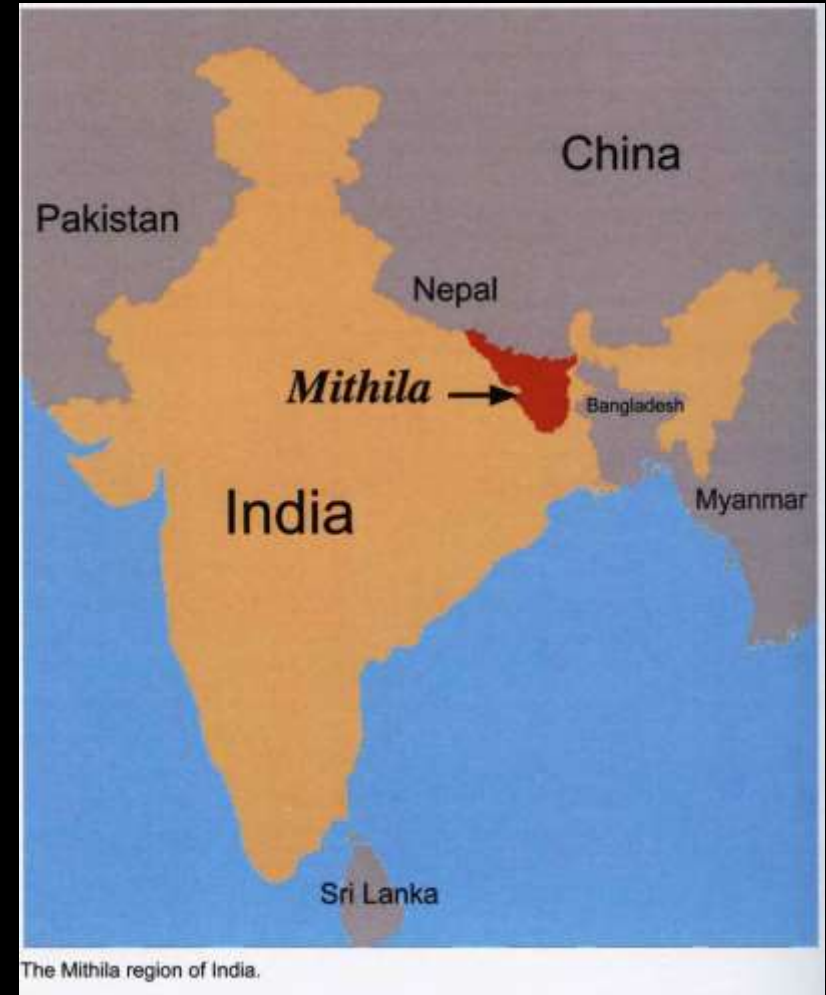 China
Pakistan
Nepal
Mithila
Bangladesh
India
Myanmar
Sri Lanka
The Mithila region of India.